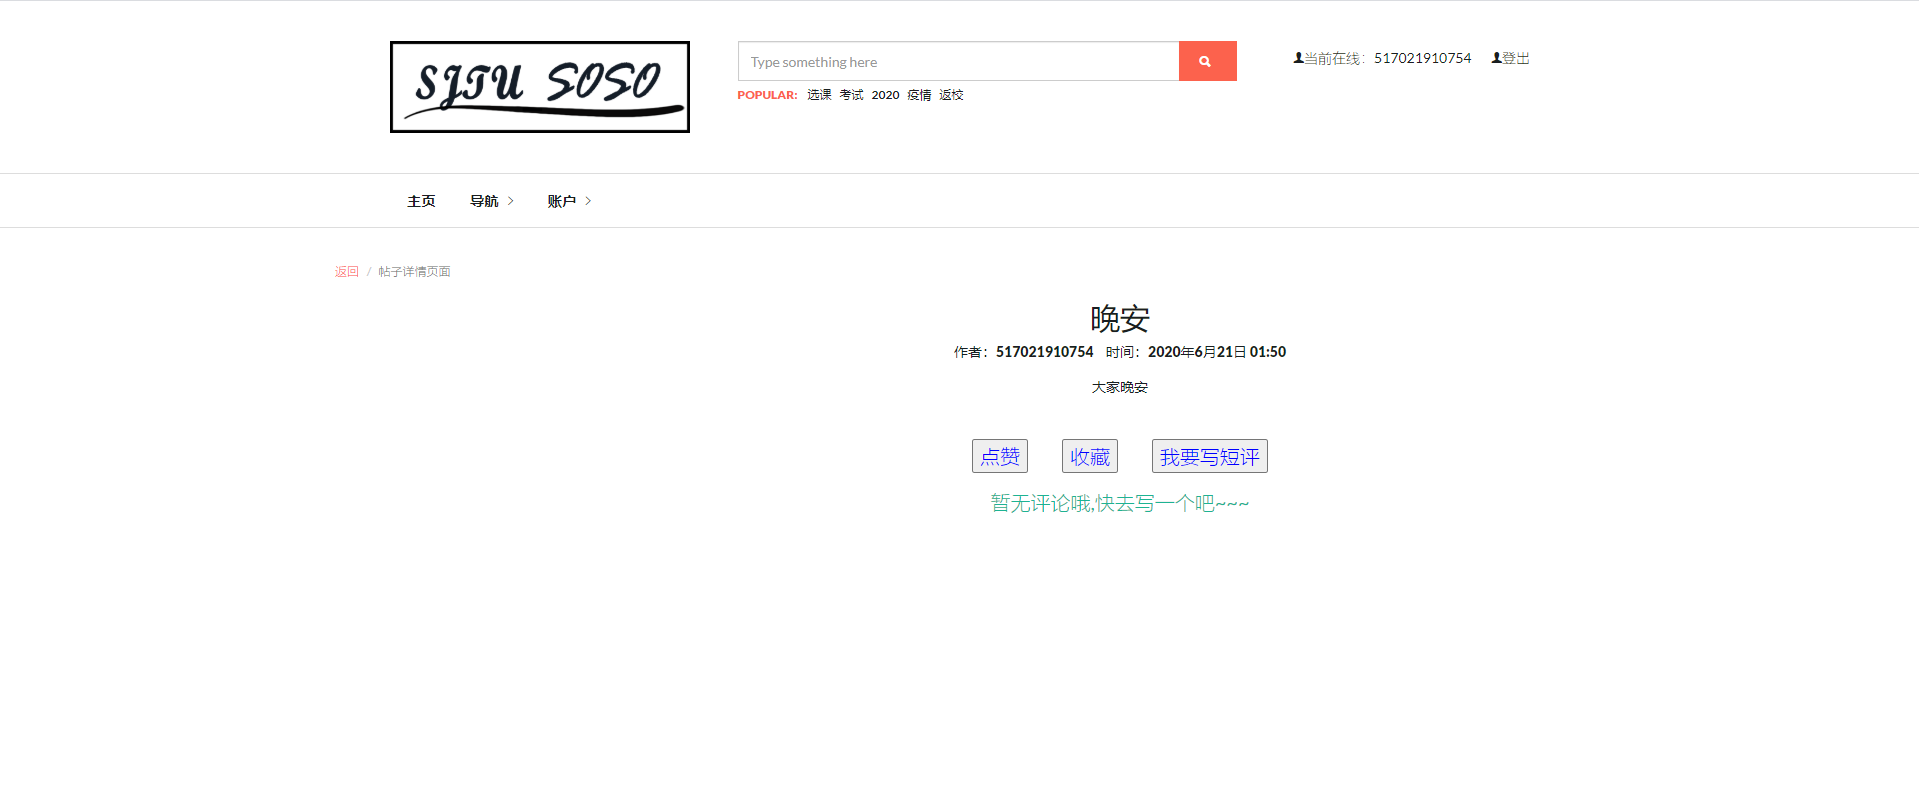 SJTU SOSO
Type something here
当前在线：517021910754 登出
POPULAR: 选课 考试 2020 疫情 返校
主页 导航 账户
返回 / 帖子详情页面
晚安
作者：517021910754 时间：2020年6月21日 01:50
大家晚安
点赞 收藏 我要写短评
暂无评论哦,快去写一个吧~~~